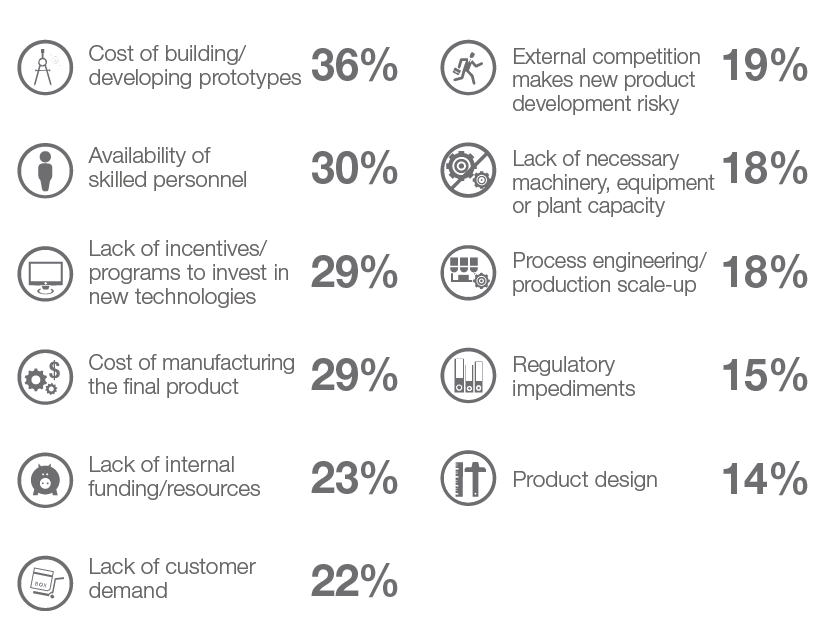 Cost of building/
developing prototypes 36%
Availability of
skilled personnel 30%
Lack of incentives/
programs to invest in
new technologies 29%
Cost of manufacturing
the final product 29%
$
Lack of internal
funding/resources 23%
Lack of customer
demand 22%
BOX
External competition
makes new product
development risky 19%
Lack of necessary
machinery, equipment
or plant capacity 18%
Process engineering/
production scale-up 18%
Regulatory
impediments 15%
Product design 14%